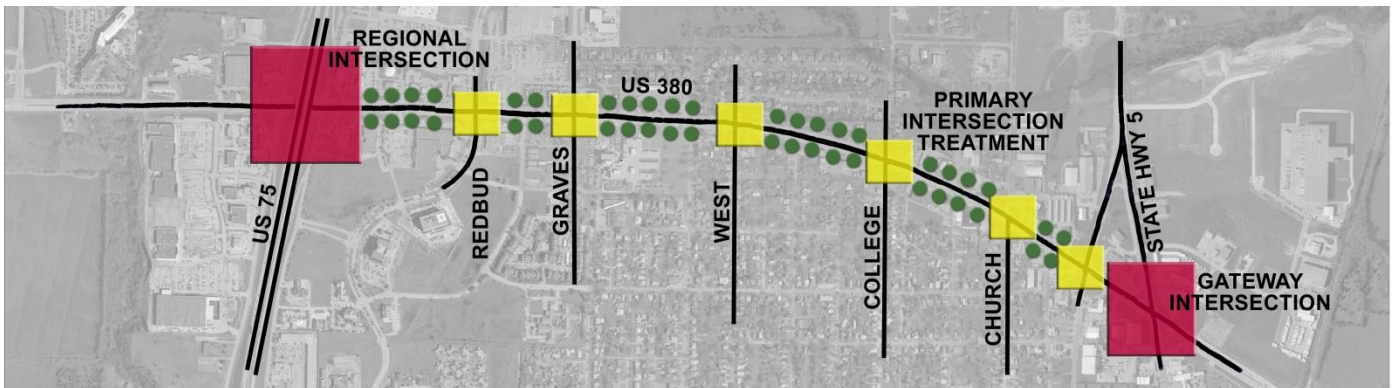 REGIONAL
INTERSECTION
US 380
PRIMARY
INTERSECTION
TREATMENT
US 75
REDBUD
GRAVES
WEST
COLLEGE
CHURCH
STATE HWY 5
GATEWAY
INTERSECTION